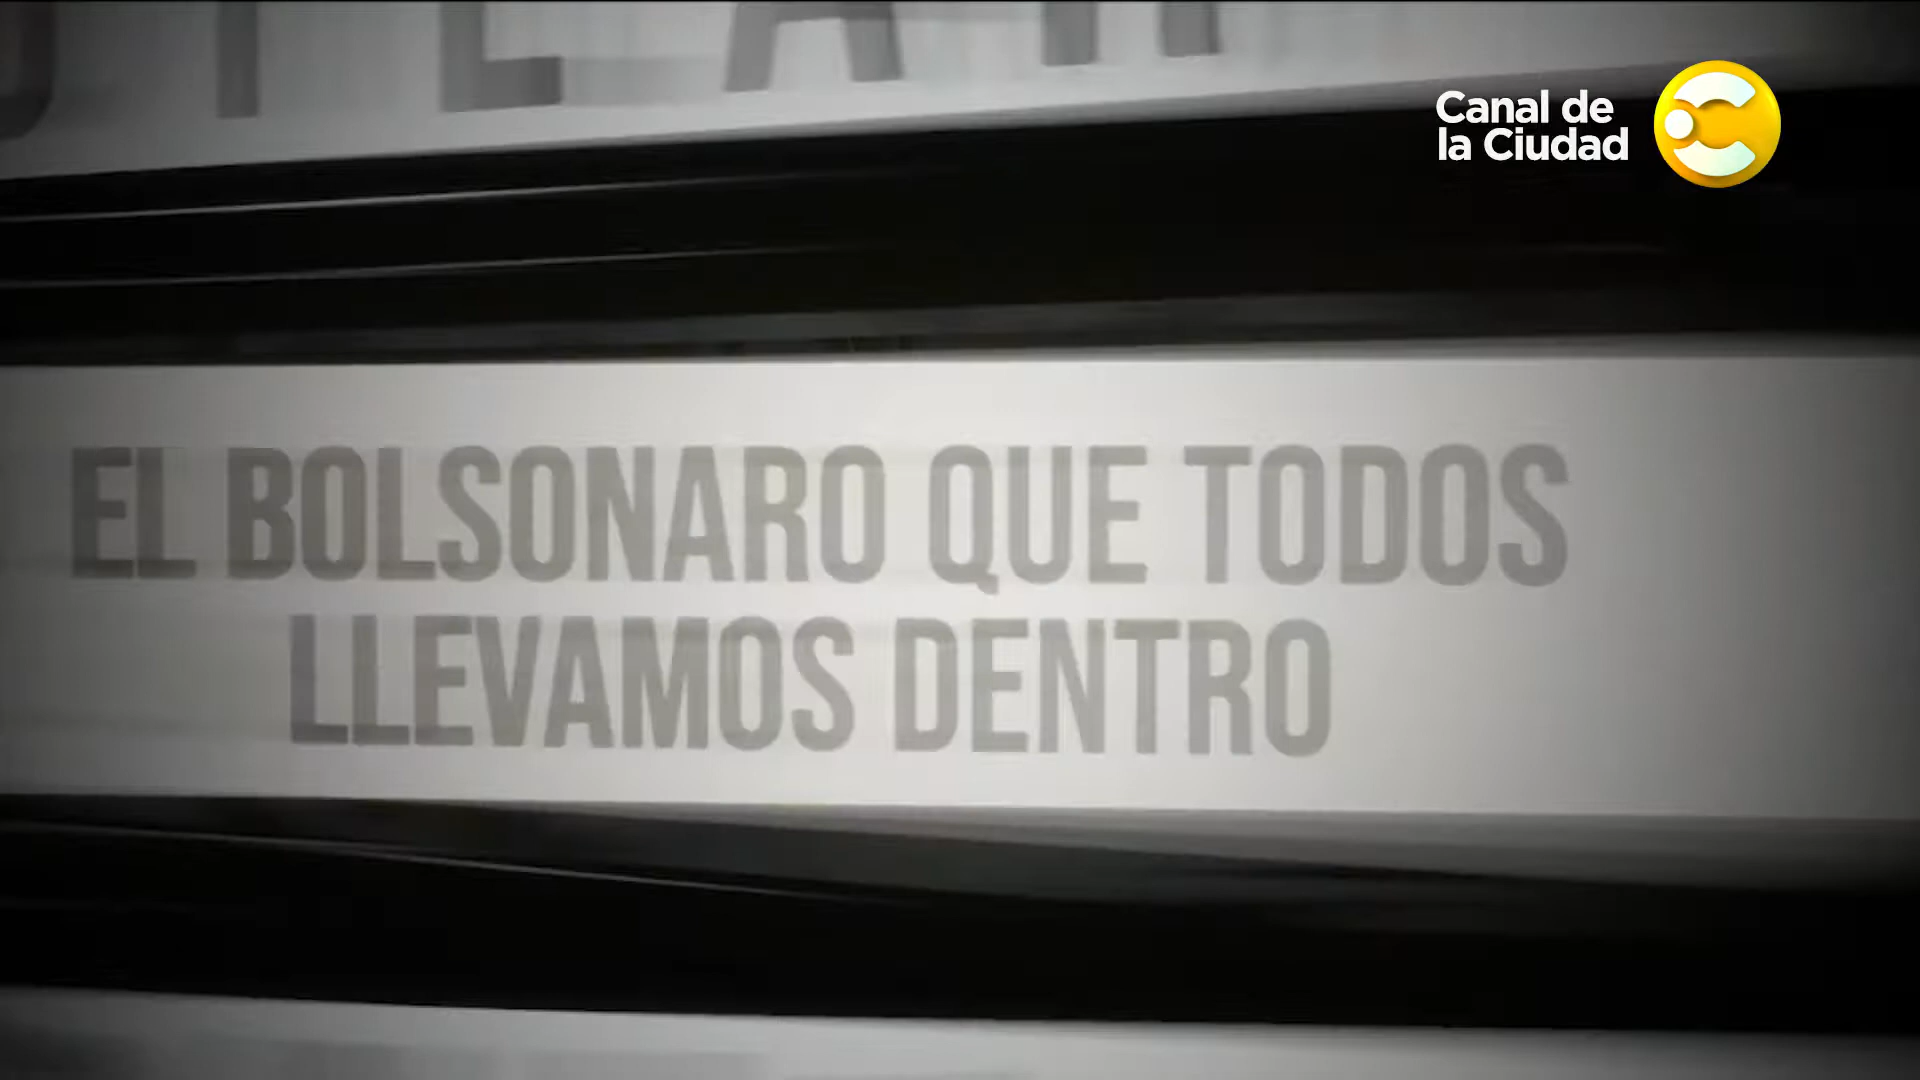 Canal de
la Ciudad
EL BOLSONARO QUE TODOS
LLEVAMOS DENTRO